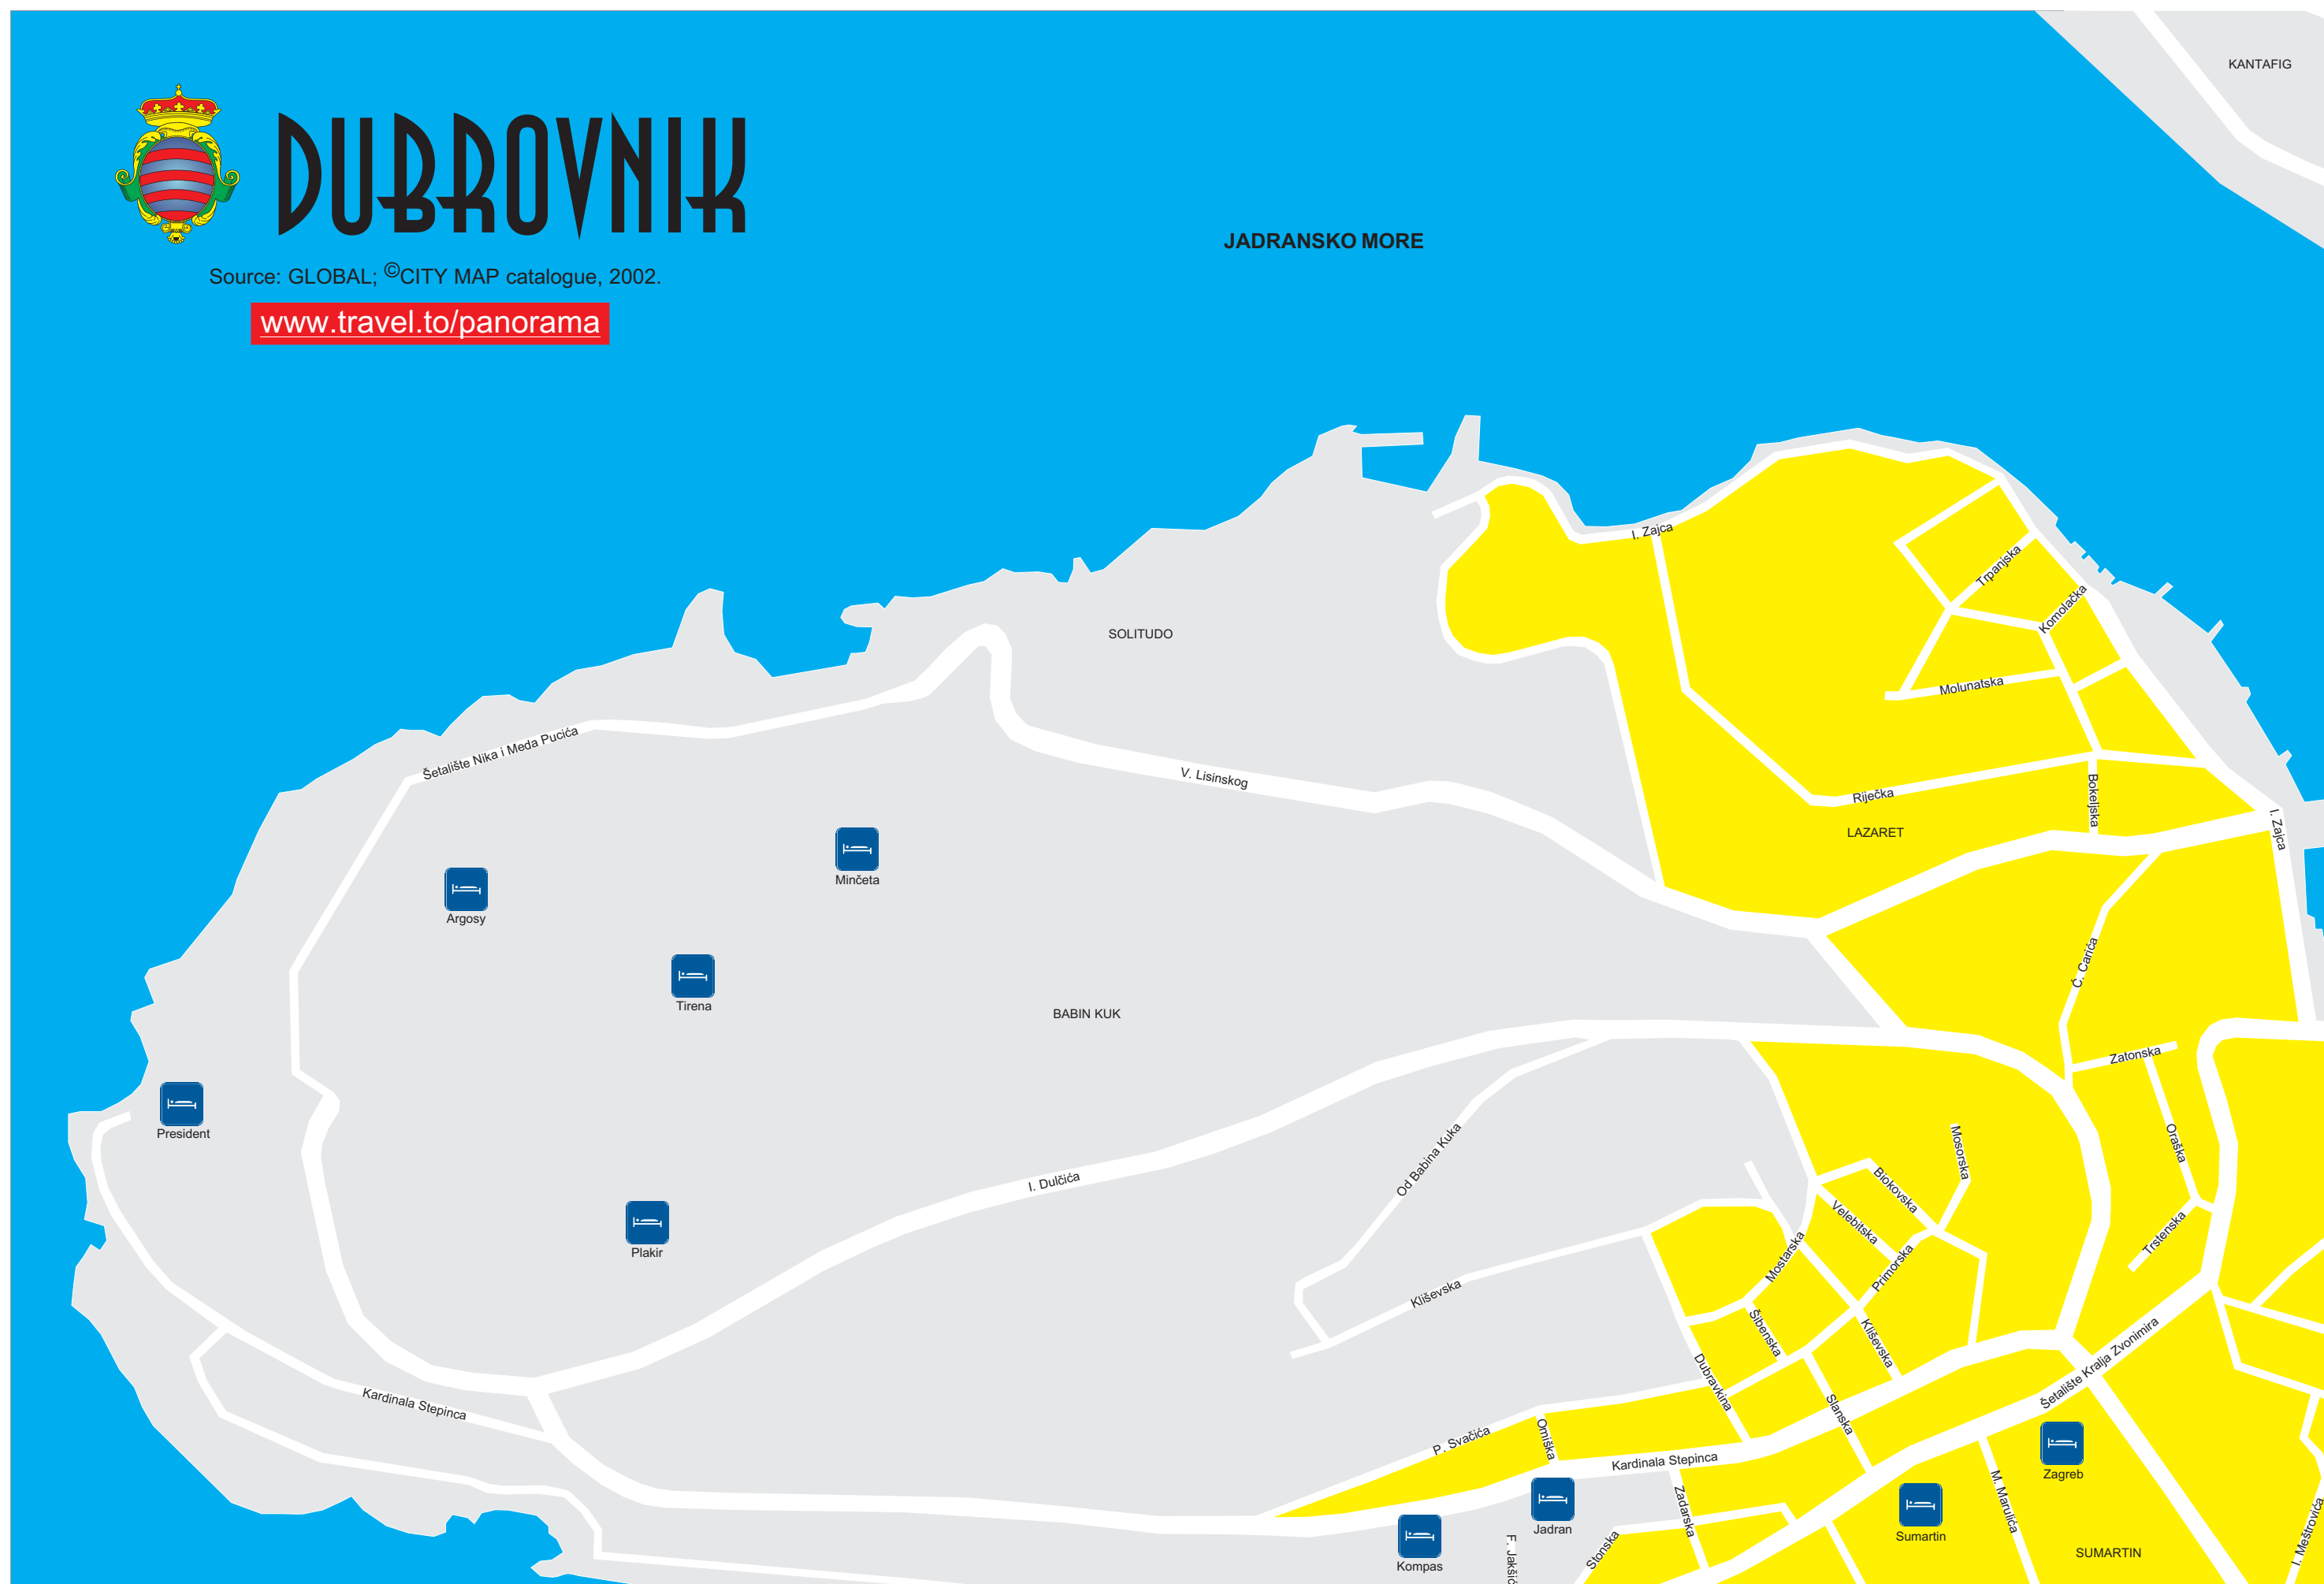 KANTAFIG
DUBROVNIK
JADRANSKO MORE
Source: GLOBAL; ©CITY MAP catalogue, 2002.
www.travel.to/panorama
I. Zajca
Trpanjska
Komolačka
SOLITUDO
Molunatska
Šetalište Nika i Meda Pucića
V. Lisinskog
Riječka
Bokeljska
I. Zajca
LAZARET
Minčeta
Argosy
Č. Carića
Tirena
BABIN KUK
Zatonska
President
Oraška
Mosorska
Od Babina Kuka
I. Dulčića
Biokovska
Velebitska
Trstenska
Plakir
Mostarska
Primorska
Kliševska
Šibenska
Kliševska
Šetalište Kralja Zvonimira
Dubravkina
Kardinala Stepinca
Slanska
P. Svačića
Omiška
Kardinala Stepinca
Zagreb
Zadarska
M. Marulića
Jadran
Sumartin
I. Meštrovića
Stonska
F. Jakšić
SUMARTIN
Kompas